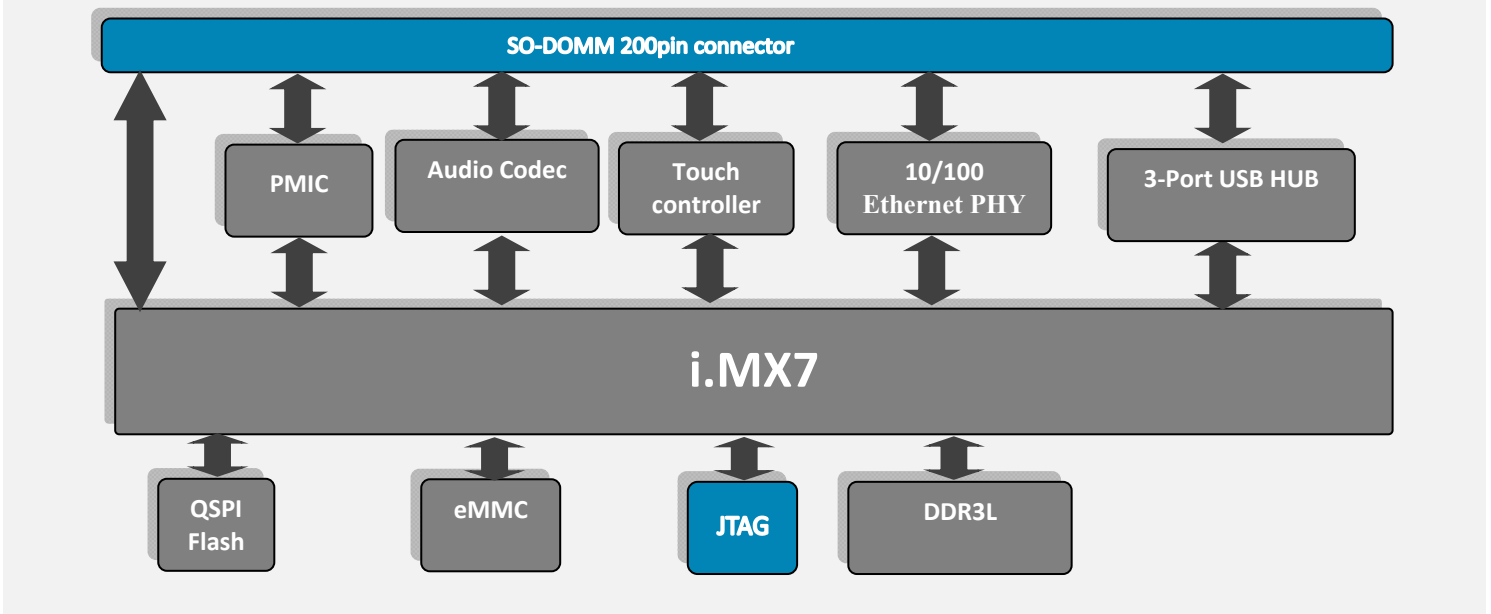 SO-DOMM 200pin connector
PMIC
Audio Codec
Touch
controller
10/100
Ethernet PHY
3-Port USB HUB
i.MX7
QSPI
Flash
eMMC
JTAG
DDR3L